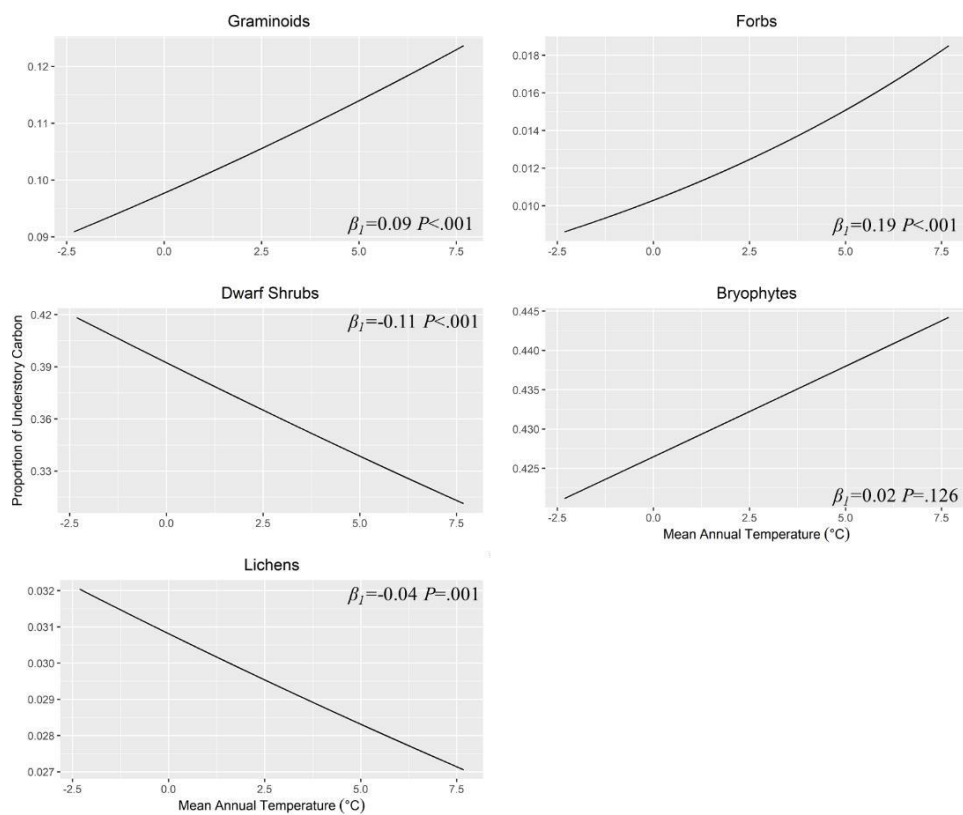 Graminoids
0.12
0.11
0.10
0.09
-2.5 0.0 2.5 5.0 7.5
β1=0.09 P<.001
Forbs
0.018
0.016
0.014
0.012
0.010
-2.5 0.0 2.5 5.0 7.5
β1=0.19 P<.001
Proportion of Understory Carbon
Dwarf Shrubs
0.42
0.39
0.36
0.33
-2.5 0.0 2.5 5.0 7.5
β1=-0.11 P<.001
Bryophytes
0.445
0.440
0.435
0.430
0.425
-2.5 0.0 2.5 5.0 7.5
Mean Annual Temperature (°C)
β1=0.02 P=.126
Lichens
0.032
0.031
0.030
0.029
0.028
0.027
-2.5 0.0 2.5 5.0 7.5
Mean Annual Temperature (°C)
β1=-0.04 P=.001